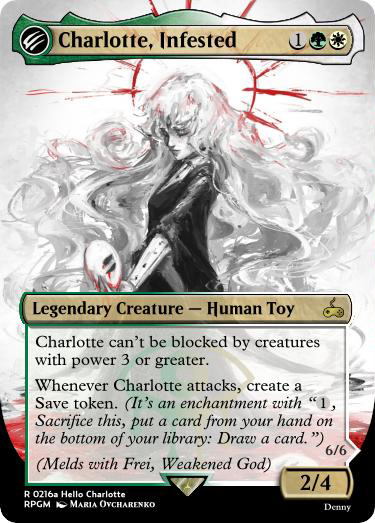 Charlotte, Infested 1
Legendary Creature — Human Toy
Charlotte can't be blocked by creatures
with power 3 or greater.
Whenever Charlotte attacks, create a
Save token. (It's an enchantment with "1,
Sacrifice this, put a card from your hand on
the bottom of your library: Draw a card.")
(Melds with Frei, Weakened God)
6/6
2/4
R 0216a Hello Charlotte
RPGM Maria Ovcharenko
Denny